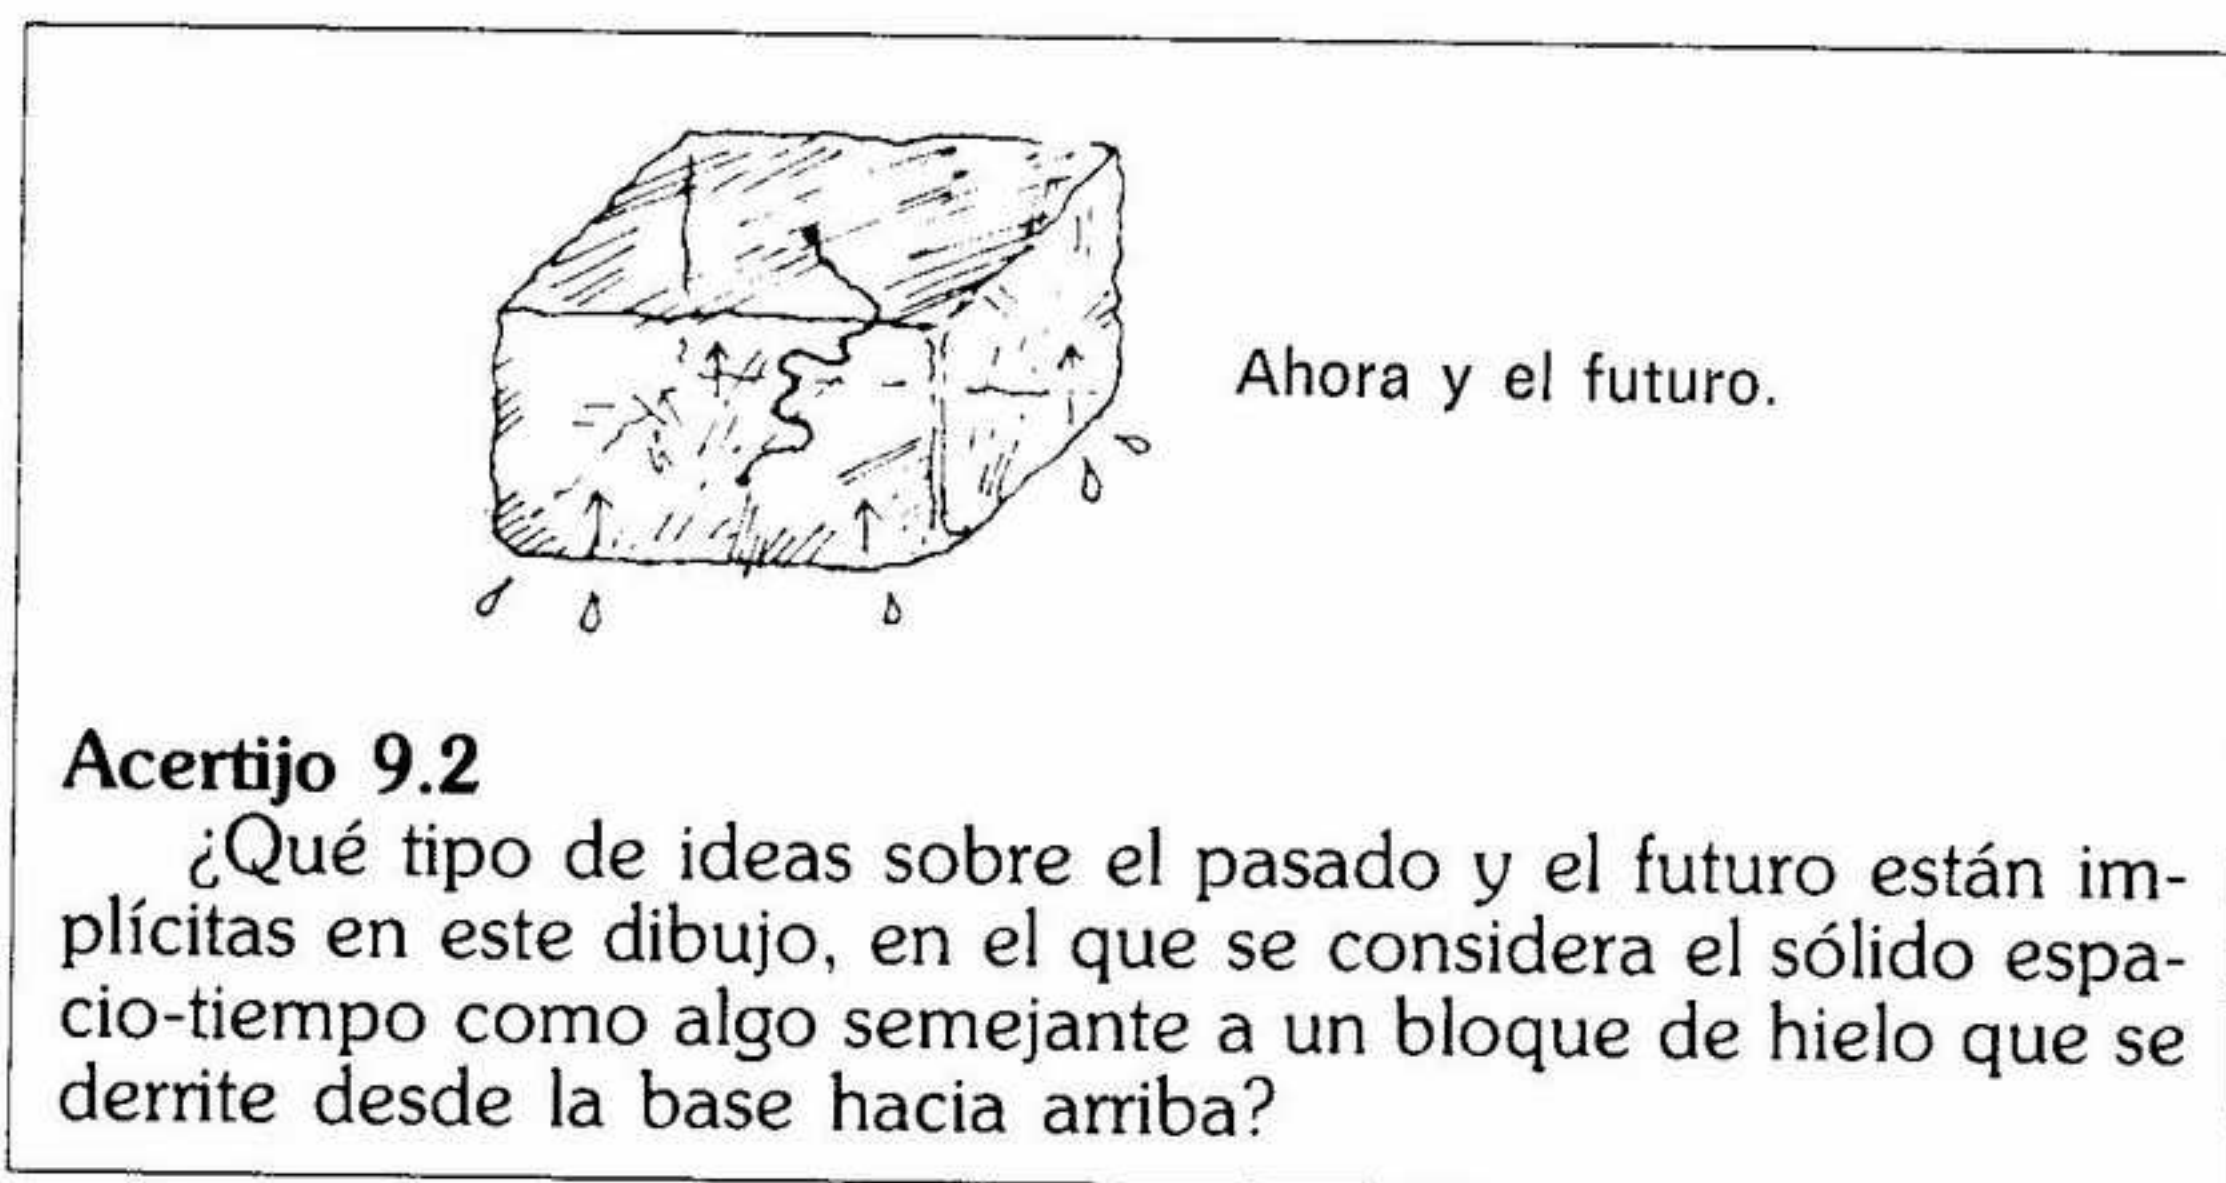 Ahora y el futuro.
Acertijo 9.2
¿Qué tipo de ideas sobre el pasado y el futuro están im-
plícitas en este dibujo, en el que se considera el sólido espa-
cio-tiempo como algo semejante a un bloque de hielo que se
derrite desde la base hacia arriba?